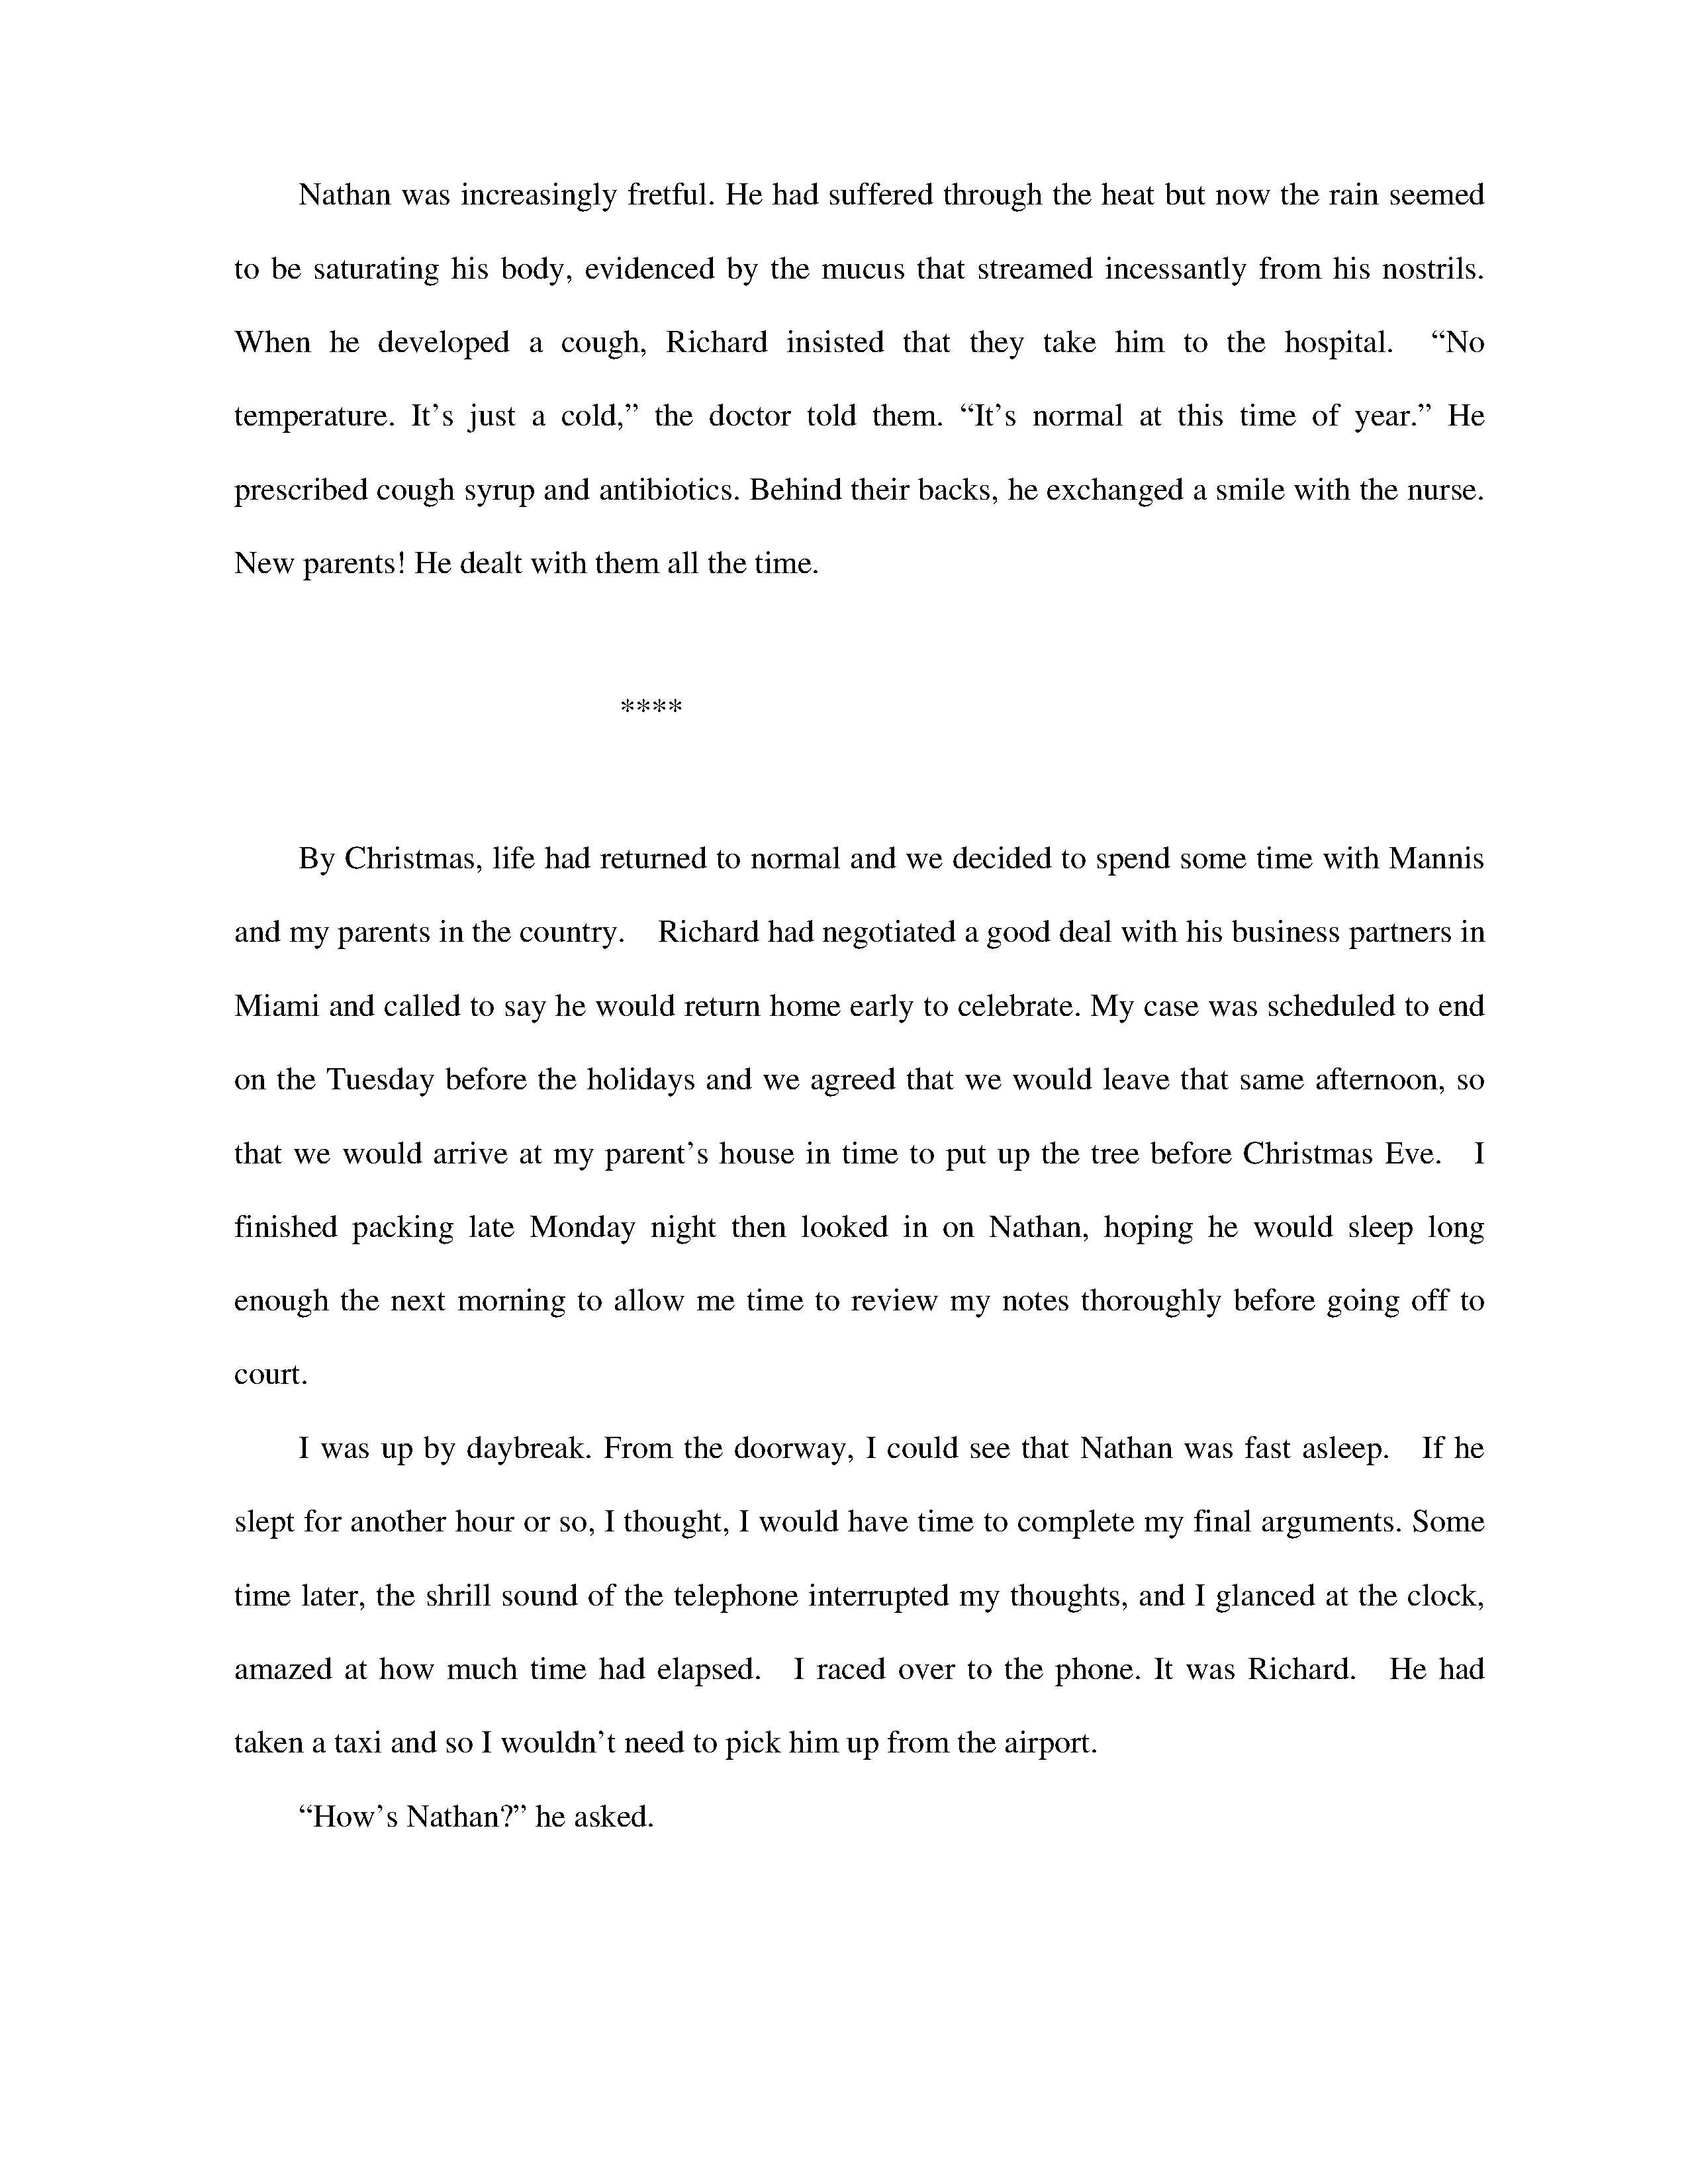 Nathan was increasingly fretful. He had suffered through the heat but now the rain seemed
to be saturating his body, evidenced by the mucus that streamed incessantly from his nostrils.
When he developed a cough, Richard insisted that they take him to the hospital. “No
temperature. It’s just a cold,” the doctor told them. “It’s normal at this time of year.” He
prescribed cough syrup and antibiotics. Behind their backs, he exchanged a smile with the nurse.
New parents! He dealt with them all the time.
****
By Christmas, life had returned to normal and we decided to spend some time with Mannis
and my parents in the country. Richard had negotiated a good deal with his business partners in
Miami and called to say he would return home early to celebrate. My case was scheduled to end
on the Tuesday before the holidays and we agreed that we would leave that same afternoon, so
that we would arrive at my parent’s house in time to put up the tree before Christmas Eve. I
finished packing late Monday night then looked in on Nathan, hoping he would sleep long
enough the next morning to allow me time to review my notes thoroughly before going off to
court.
I was up by daybreak. From the doorway, I could see that Nathan was fast asleep. If he
slept for another hour or so, I thought, I would have time to complete my final arguments. Some
time later, the shrill sound of the telephone interrupted my thoughts, and I glanced at the clock,
amazed at how much time had elapsed. I raced over to the phone. It was Richard. He had
taken a taxi and so I wouldn’t need to pick him up from the airport.
“How’s Nathan?” he asked.